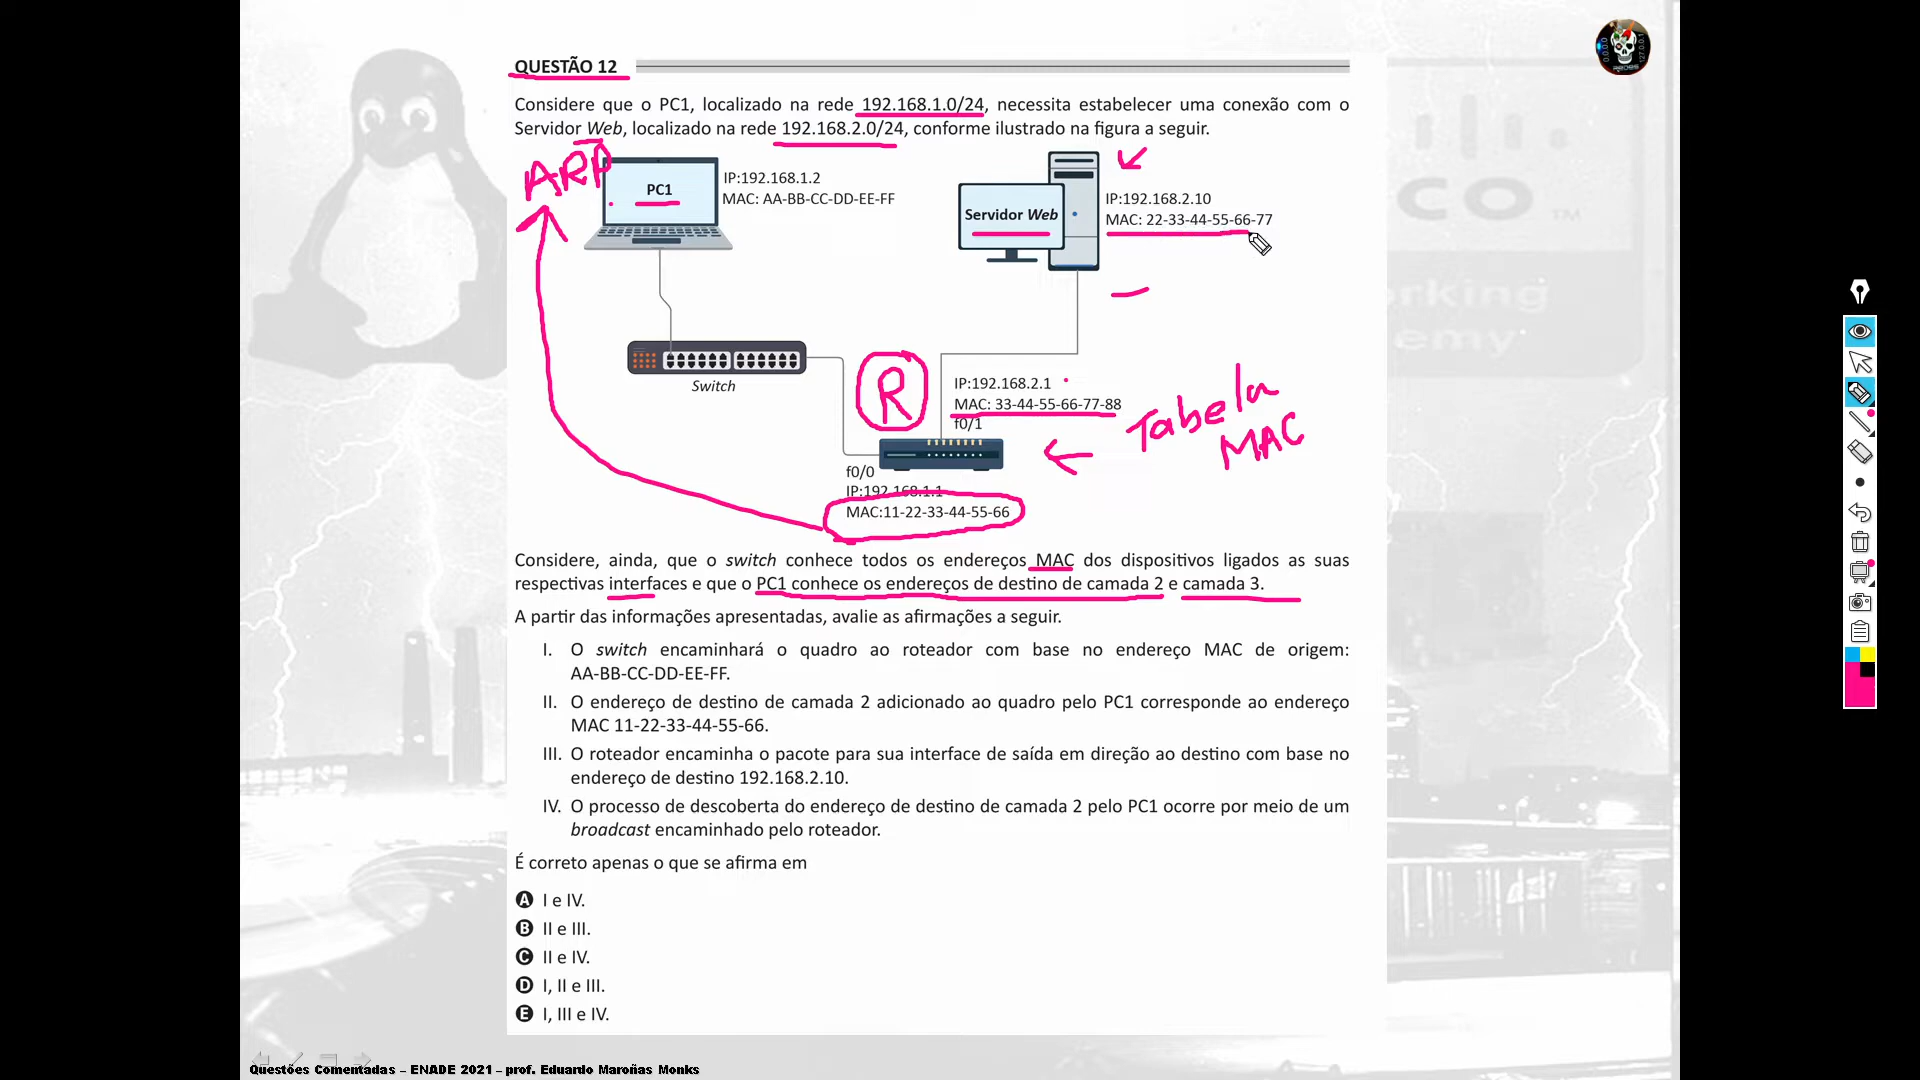 QUESTÃO 12
Considere que o PC1, localizado na rede 192.168.1.0/24, necessita estabelecer uma conexão com o
Servidor Web, localizado na rede 192.168.2.0/24, conforme ilustrado na figura a seguir.
ARP
PC1
IP:192.168.1.2
MAC: AA-BB-CC-DD-EE-FF
Servidor Web
IP:192.168.2.10
MAC: 22-33-44-55-66-77
Switch
R
IP:192.168.2.1
MAC: 33-44-55-66-77-88
f0/1
Tabela
MAC
f0/0
IP:192.168.1.1
MAC:11-22-33-44-55-66
Considere, ainda, que o switch conhece todos os endereços MAC dos dispositivos ligados as suas
respectivas interfaces e que o PC1 conhece os endereços de destino de camada 2 e camada 3.
A partir das informações apresentadas, avalie as afirmações a seguir.
I. O switch encaminhará o quadro ao roteador com base no endereço MAC de origem:
AA-BB-CC-DD-EE-FF.
II. O endereço de destino de camada 2 adicionado ao quadro pelo PC1 corresponde ao endereço
MAC 11-22-33-44-55-66.
III. O roteador encaminha o pacote para sua interface de saída em direção ao destino com base no
endereço de destino 192.168.2.10.
IV. O processo de descoberta do endereço de destino de camada 2 pelo PC1 ocorre por meio de um
broadcast encaminhado pelo roteador.
É correto apenas o que se afirma em
A I e IV.
B II e III.
C II e IV.
D I, II e III.
E I, III e IV.
Questões Comentadas – ENADE 2021 – prof. Eduardo Maroñas Monks